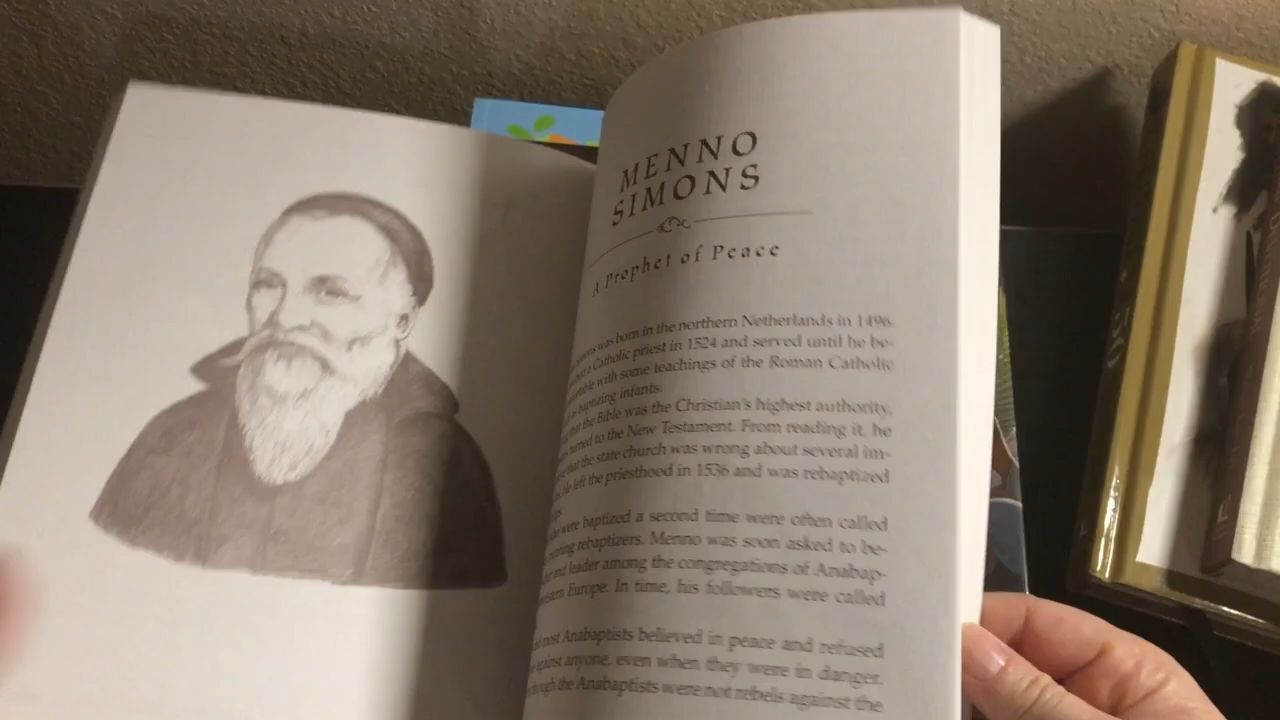 MENNO
SIMONS
A Prophet of Peace
was born in the northern Netherlands in 1496.
a Catholic priest in 1524 and served until he be-
with some teachings of the Roman Catholic
baptizing infants.
that the Bible was the Christian's highest authority,
turned to the New Testament. From reading it, he
that the state church was wrong about several im-
He left the priesthood in 1536 and was rebaptized
were baptized a second time were often called
meaning rebaptizers. Menno was soon asked to be-
and leader among the congregations of Anabap-
Europe. In time, his followers were called
most Anabaptists believed in peace and refused
against anyone, even when they were in danger.
though the Anabaptists were not rebels against the